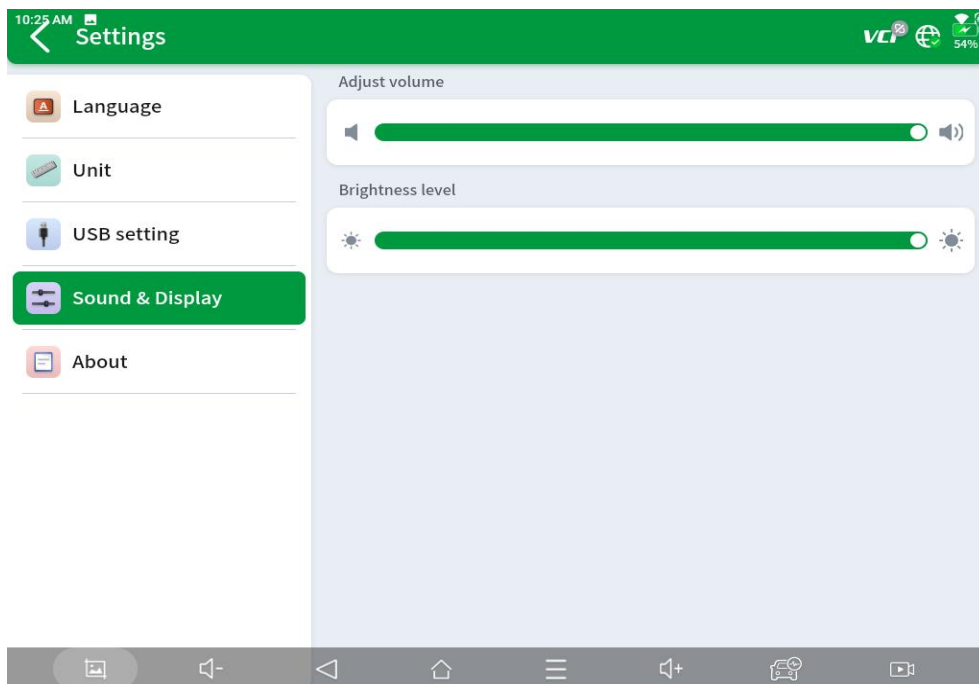 10:25 AM
Settings
VCI
54%
Language
Unit
USB setting
Sound & Display
About
Adjust volume
Brightness level